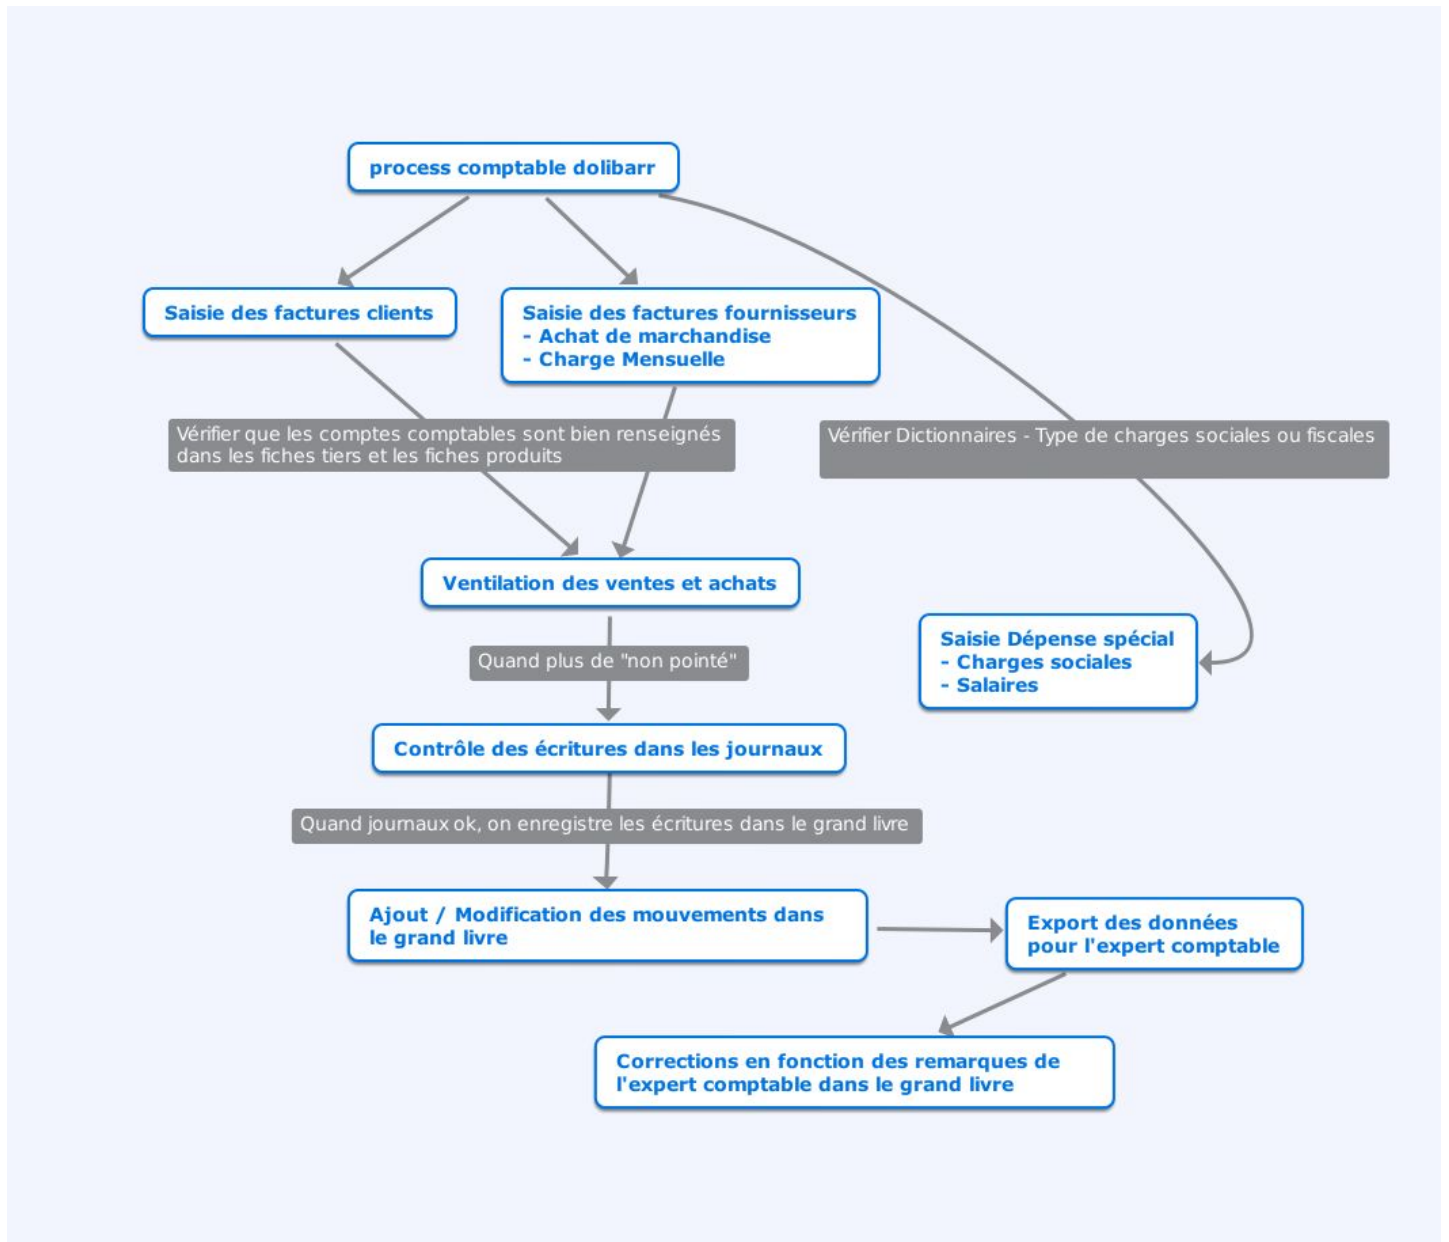 process comptable dolibarr
Saisie des factures clients
Saisie des factures fournisseurs
- Achat de marchandise
- Charge Mensuelle
Vérifier que les comptes comptables sont bien renseignés
dans les fiches tiers et les fiches produits
Vérifier Dictionnaires - Type de charges sociales ou fiscales
Ventilation des ventes et achats
Saisie Dépense spécial
- Charges sociales
- Salaires
Quand plus de "non pointé"
Contrôle des écritures dans les journaux
Quand journaux ok, on enregistre les écritures dans le grand livre
Ajout / Modification des mouvements dans
le grand livre
Export des données
pour l'expert comptable
Corrections en fonction des remarques de
l'expert comptable dans le grand livre